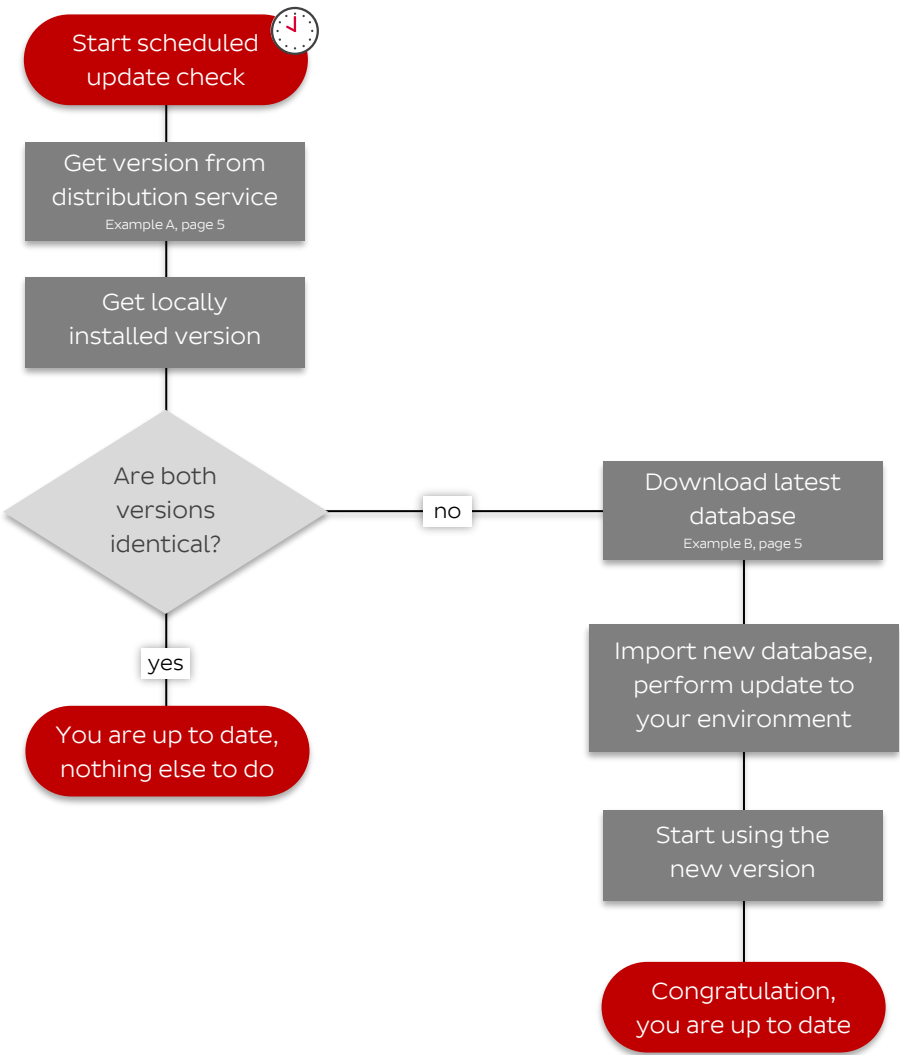 Start scheduled
update check
Get version from
distribution service
Example A, page 5
Get locally
installed version
Are both
versions
identical?
no
yes
You are up to date,
nothing else to do
Download latest
database
Example B, page 5
Import new database,
perform update to
your environment
Start using the
new version
Congratulation,
you are up to date